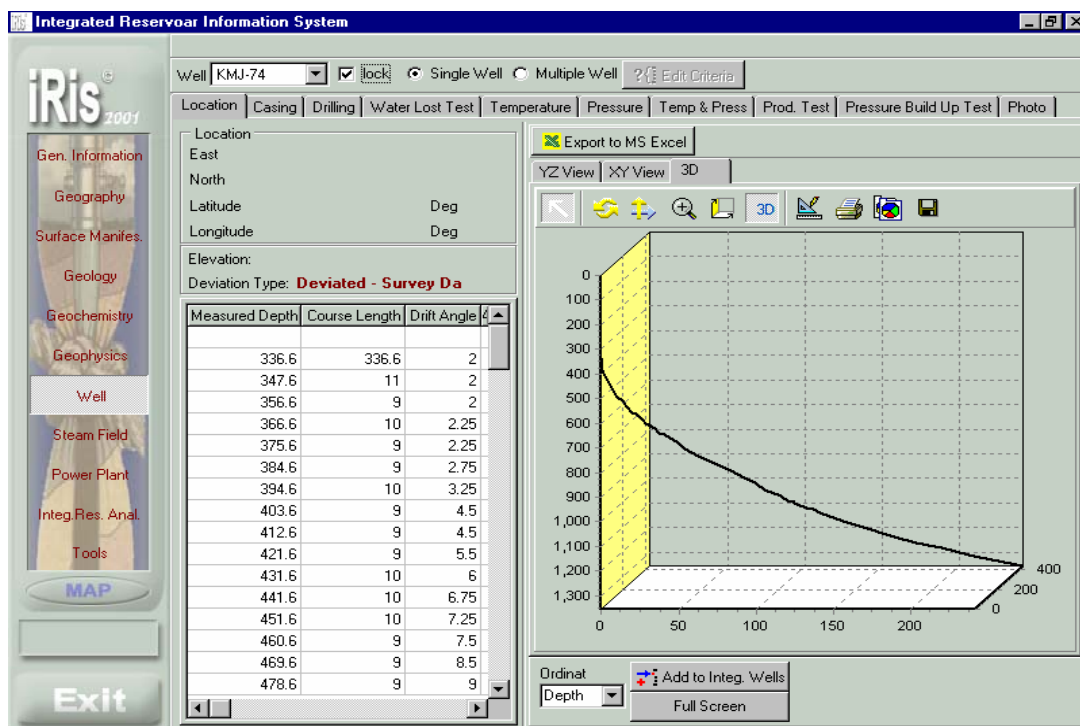 Integrated Reservoar Information System
iRis® 2001
Gen. Information
Geography
Surface Manifes.
Geology
Geochemistry
Geophysics
Well
Steam Field
Power Plant
Integ.Res. Anal.
Tools
MAP
Exit
Well KMJ-74 lock Single Well Multiple Well ?{ Edit Criteria
Location Casing Drilling Water Lost Test Temperature Pressure Temp & Press Prod. Test Pressure Build Up Test Photo
Location
East
North
Latitude Deg
Longitude Deg
Elevation:
Deviation Type: Deviated - Survey Da
Measured Depth Course Length Drift Angle
336.6 336.6 2
347.6 11 2
356.6 9 2
366.6 10 2.25
375.6 9 2.25
384.6 9 2.75
394.6 10 3.25
403.6 9 4.5
412.6 9 4.5
421.6 9 5.5
431.6 10 6
441.6 10 6.75
451.6 10 7.25
460.6 9 7.5
469.6 9 8.5
478.6 9 9
Export to MS Excel
YZ View XY View 3D
3D
0
100
200
300
400
500
600
700
800
900
1,000
1,100
1,200
1,300
400
200
0
0 50 100 150 200
Ordinat
Depth
Add to Integ. Wells
Full Screen